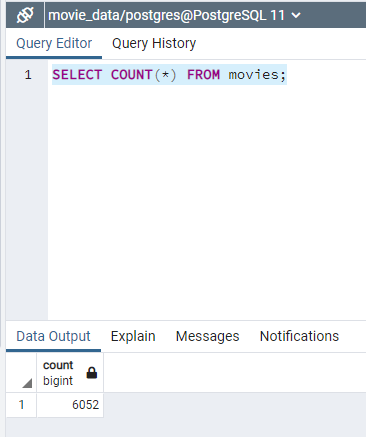 movie_data/postgres@PostgreSQL 11
Query Editor Query History
1 SELECT COUNT(*) FROM movies;
Data Output Explain Messages Notifications
count
bigint
1 6052